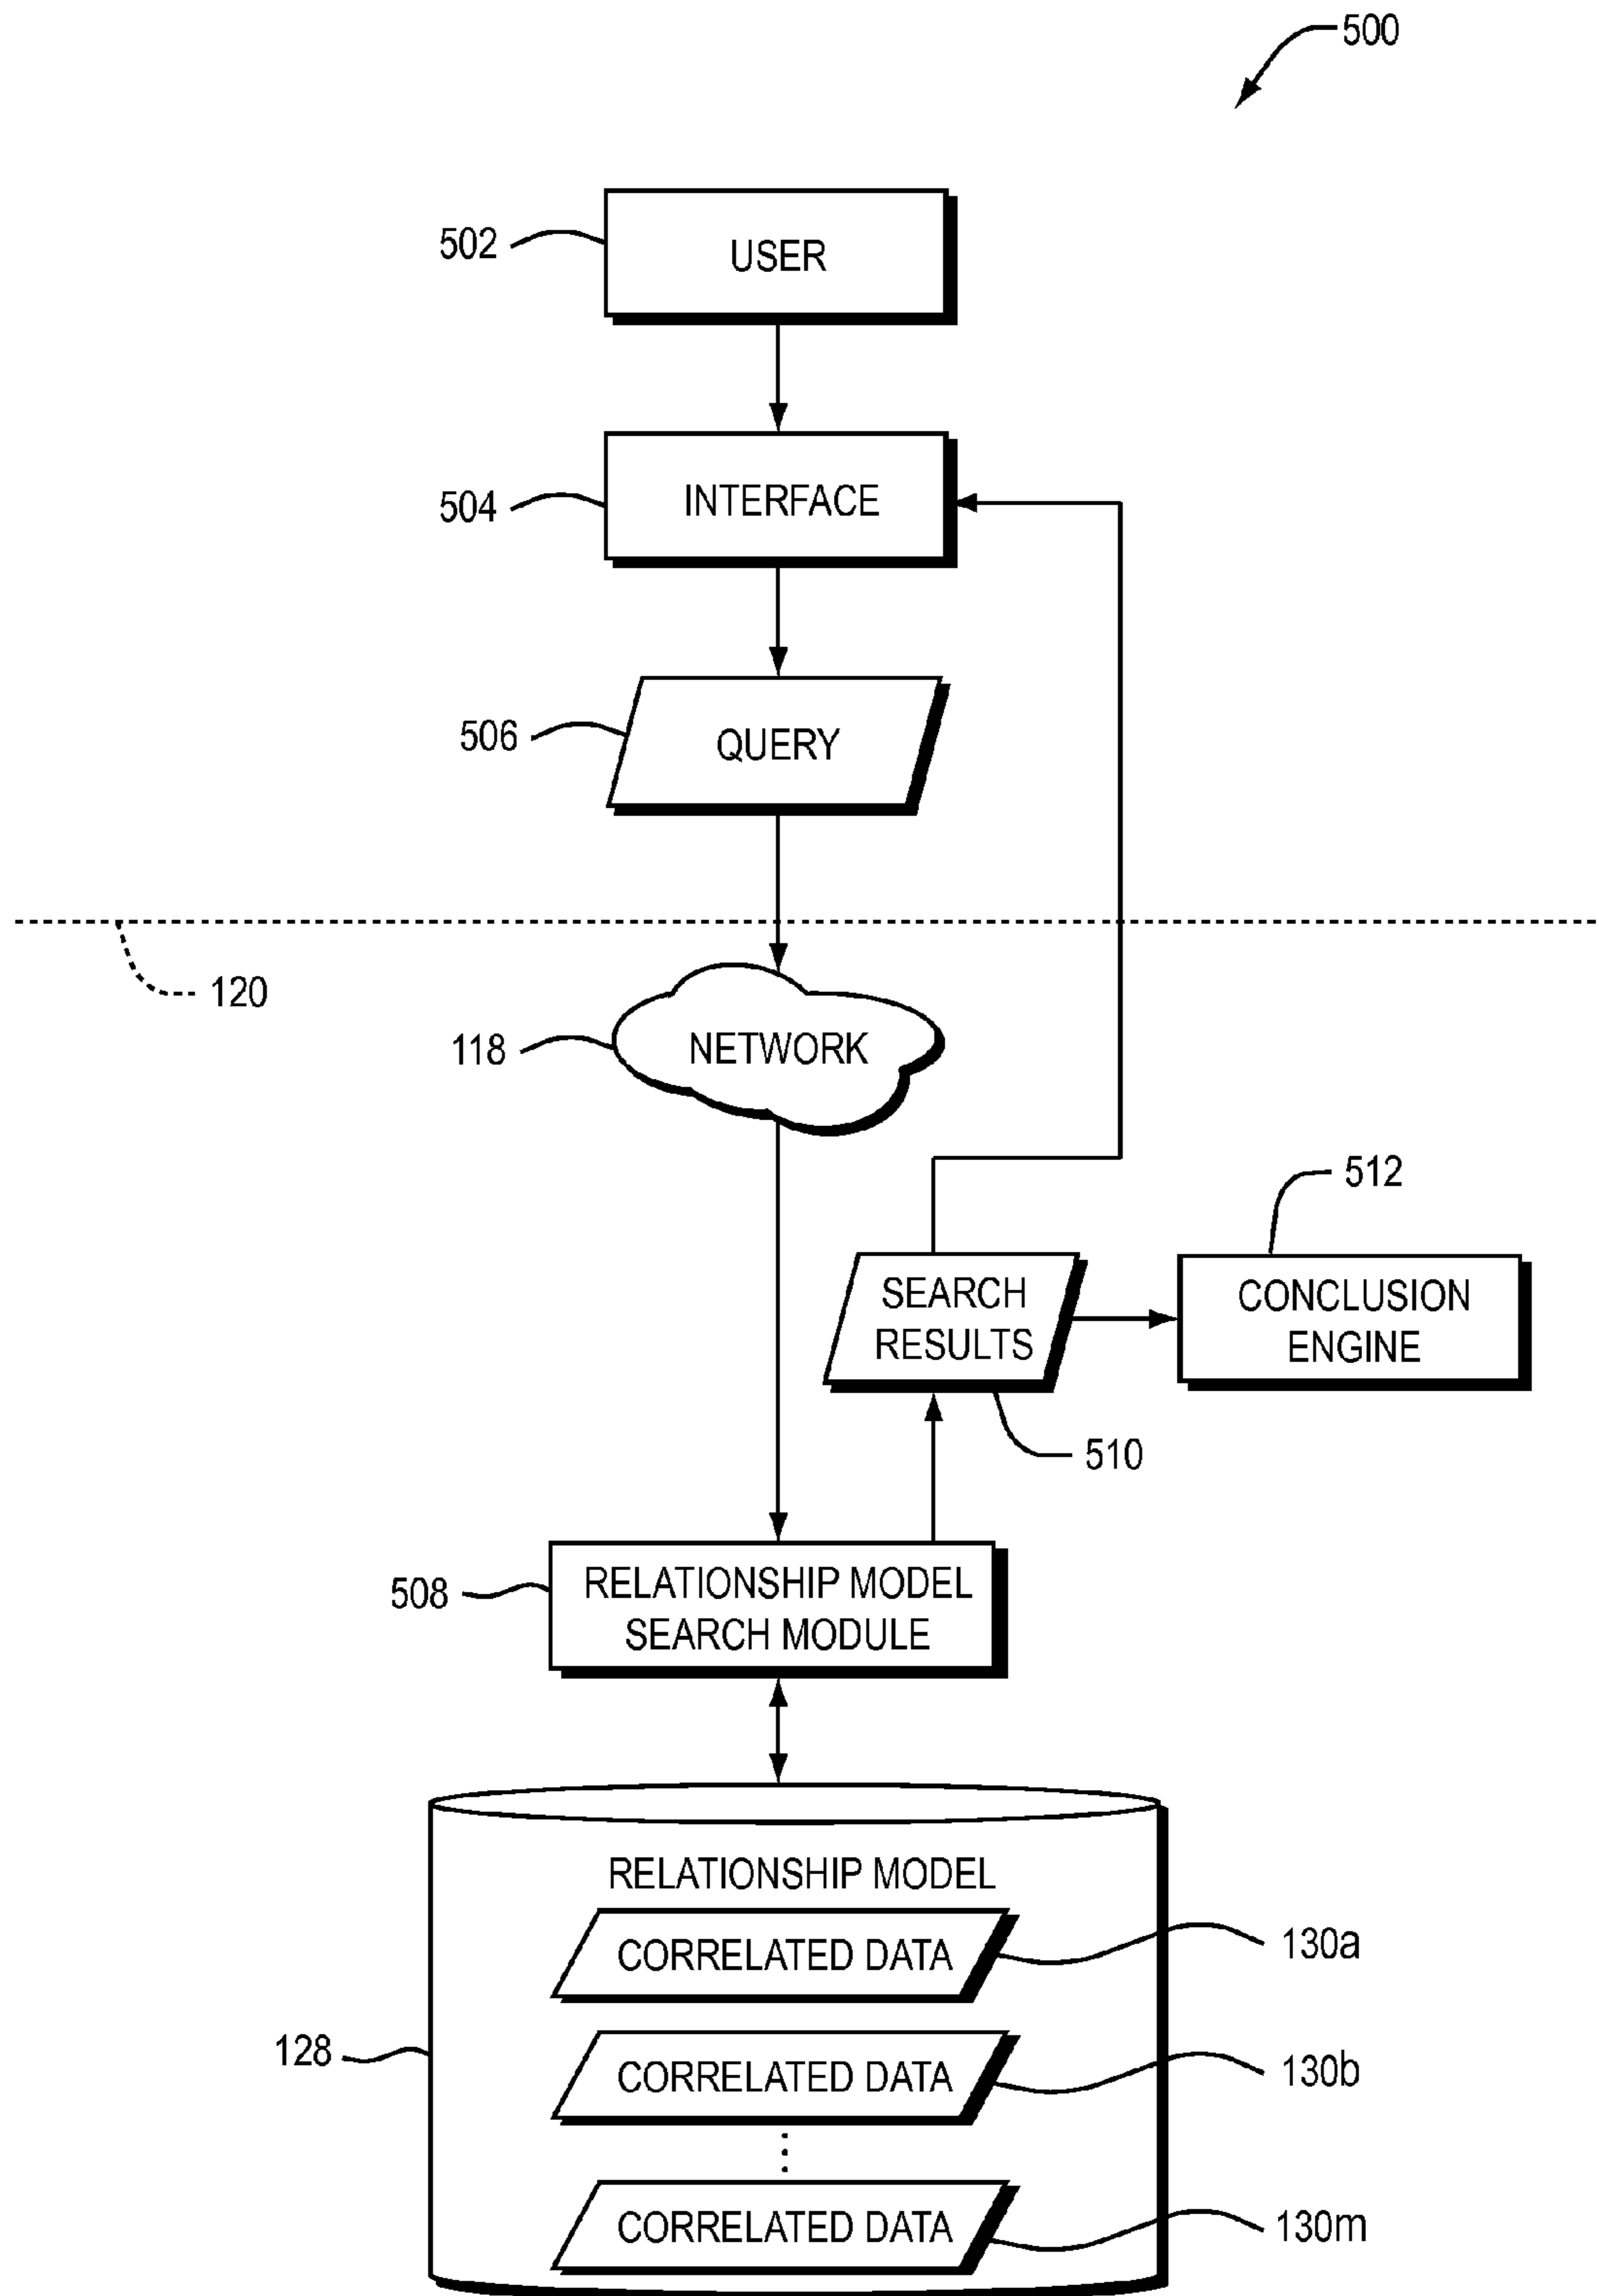 500
502
USER
504
INTERFACE
506
QUERY
120
118
NETWORK
512
SEARCH
RESULTS
CONCLUSION
ENGINE
510
508
RELATIONSHIP MODEL
SEARCH MODULE
RELATIONSHIP MODEL
CORRELATED DATA
130a
128
CORRELATED DATA
130b
CORRELATED DATA
130m